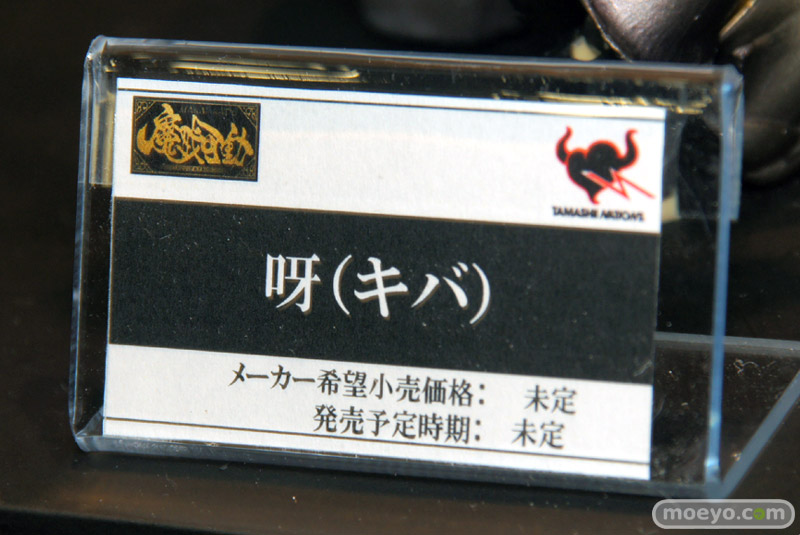 魔戒可動
TAMASHII NATIONS
呀(キバ)
メーカー希望小売価格: 未定
発売予定時期: 未定
moeyo.com